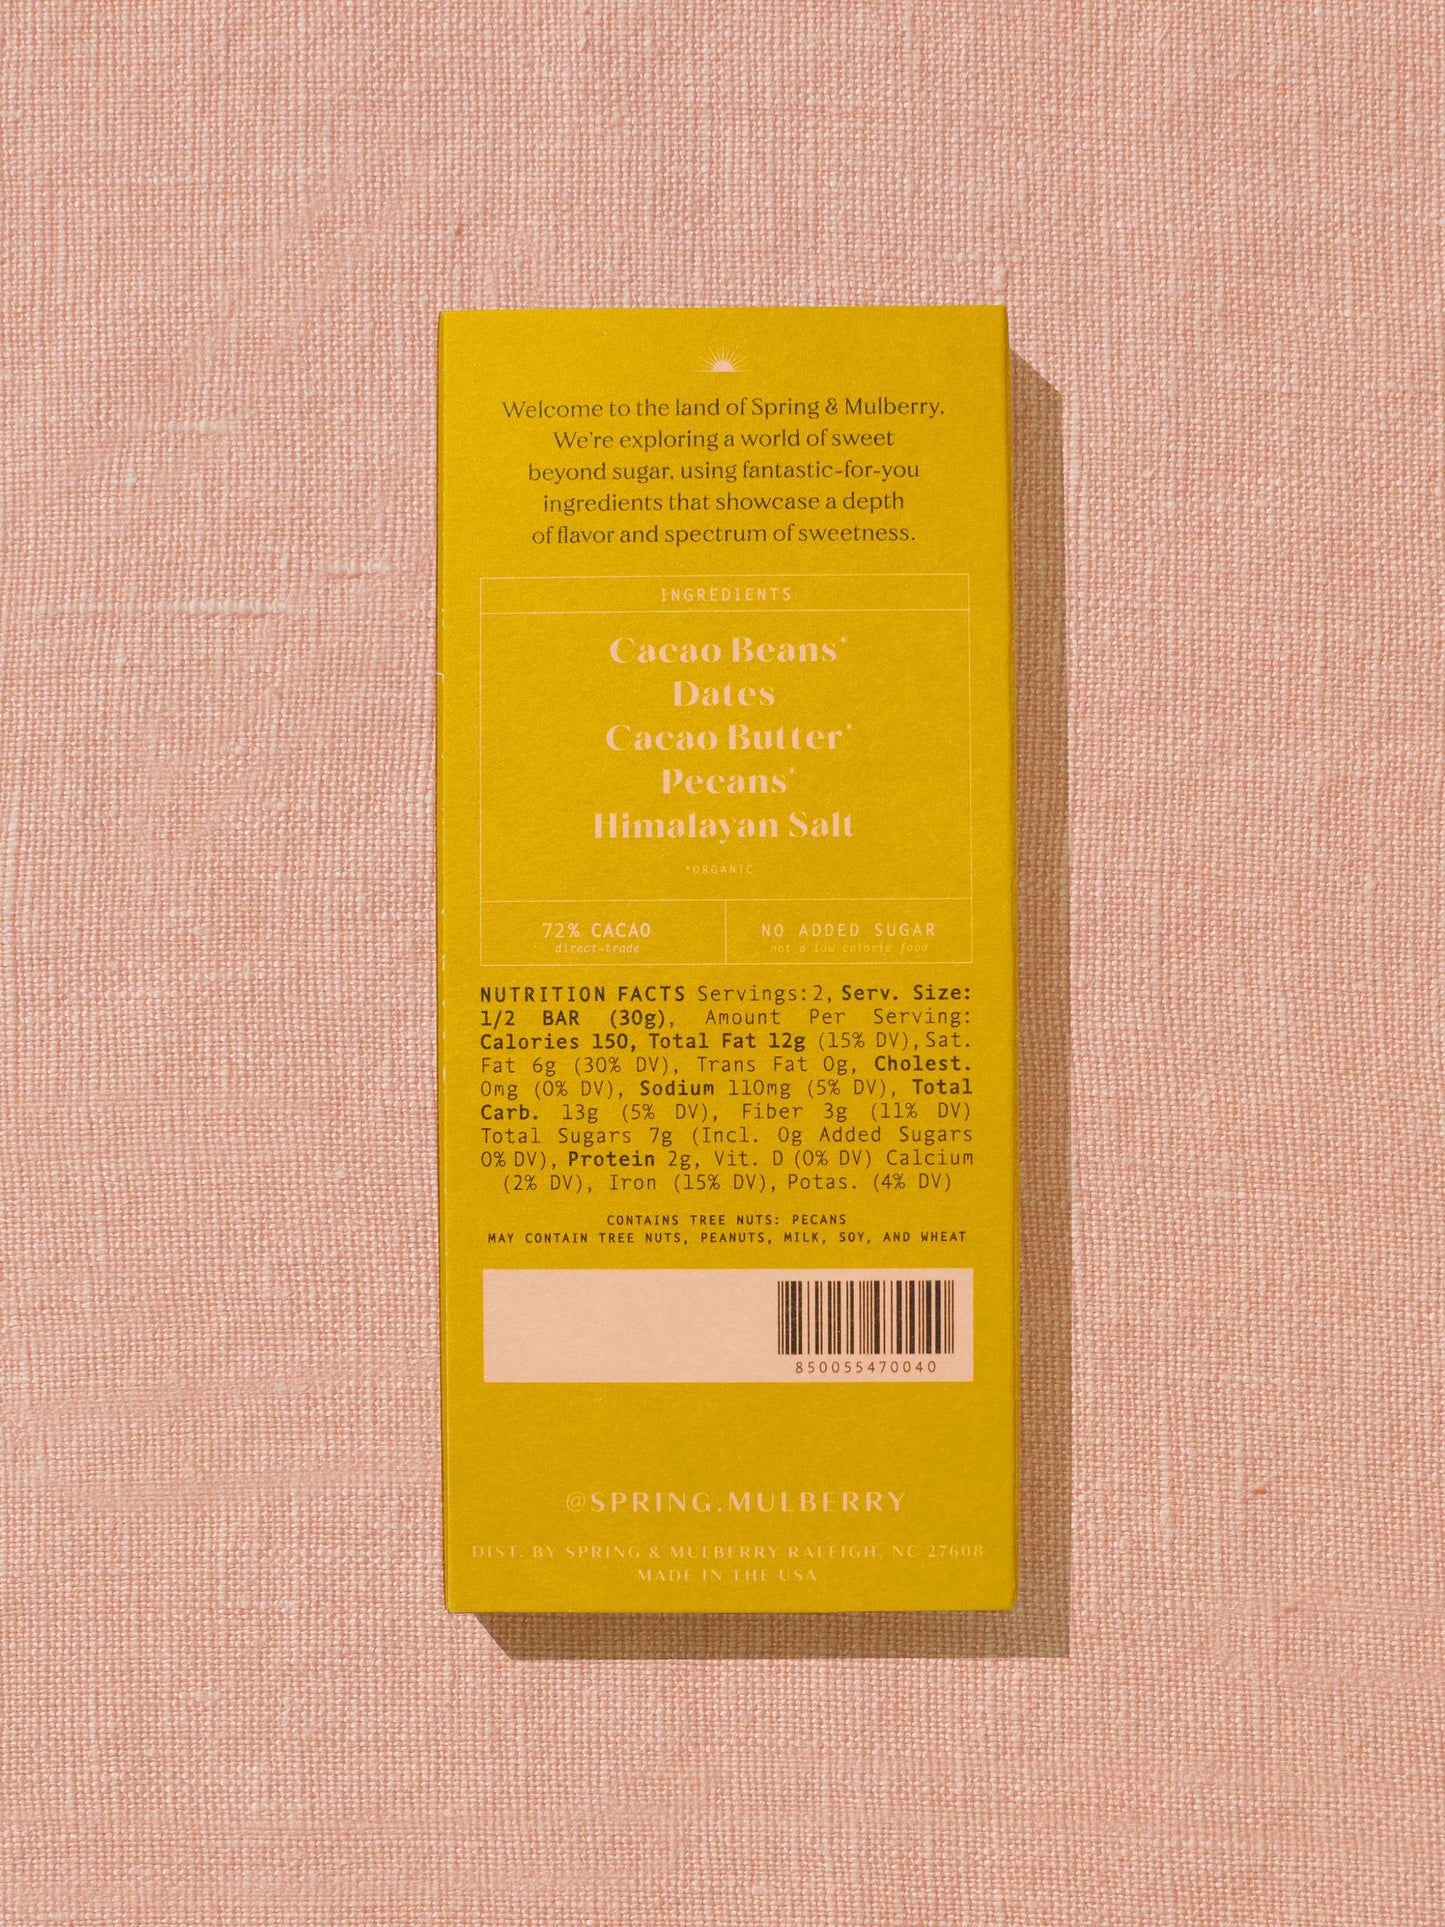 Welcome to the land of Spring & Mulberry.
We're exploring a world of sweet
beyond sugar, using fantastic-for-you
ingredients that showcase a depth
of flavor and spectrum of sweetness.
INGREDIENTS
Cacao Beans*
Dates
Cacao Butter*
Pecans*
Himalayan Salt
*ORGANIC
72% CACAO
direct-trade
NO ADDED SUGAR
not a low calorie food
NUTRITION FACTS Servings: 2, Serv. Size:
1/2 BAR (30g), Amount Per Serving:
Calories 150, Total Fat 12g (15% DV), Sat.
Fat 6g (30% DV), Trans Fat 0g, Cholest.
0mg (0% DV), Sodium 110mg (5% DV), Total
Carb. 13g (5% DV), Fiber 3g (11% DV)
Total Sugars 7g (Incl. 0g Added Sugars
0% DV), Protein 2g, Vit. D (0% DV) Calcium
(2% DV), Iron (15% DV), Potas. (4% DV)
CONTAINS TREE NUTS: PECANS
MAY CONTAIN TREE NUTS, PEANUTS, MILK, SOY, AND WHEAT
850055470040
@SPRING.MULBERRY
DIST. BY SPRING & MULBERRY RALEIGH, NC 27608
MADE IN THE USA